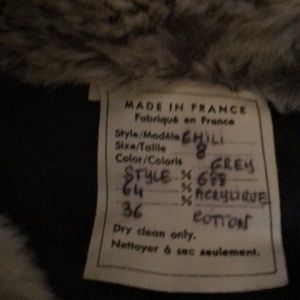 MADE IN FRANCE
Fabriqué en France
Style/Modèle CHILI
Size/Taille 8
Color/Coloris GREY
STYLE % 658
64 % ACRYLIQUE
36 COTTON
Dry clean only.
Nettoyer à sec seulement.